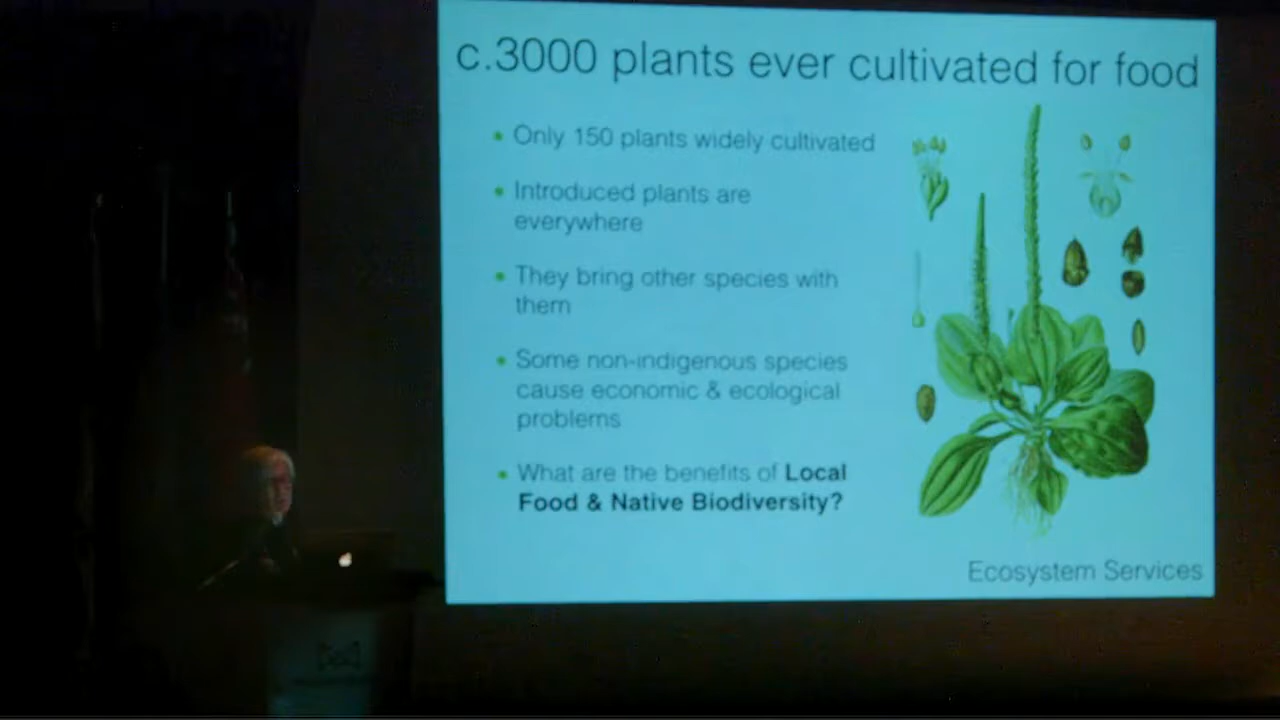 c.3000 plants ever cultivated for food
Only 150 plants widely cultivated
Introduced plants are
everywhere
They bring other species with
them
Some non-indigenous species
cause economic & ecological
problems
What are the benefits of Local
Food & Native Biodiversity?
Ecosystem Services